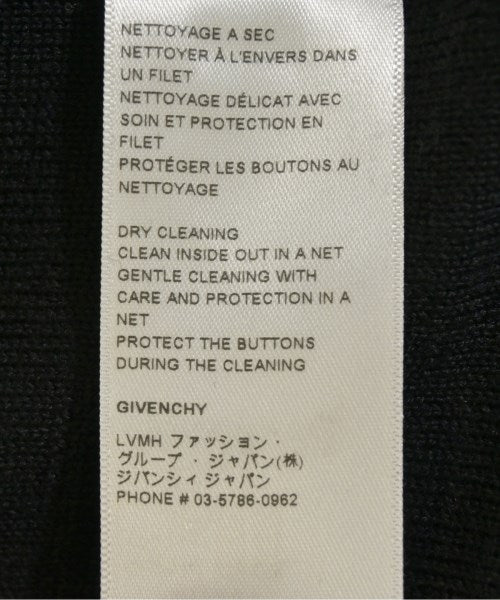 NETTOYAGE A SEC
NETTOYER À L'ENVERS DANS
UN FILET
NETTOYAGE DÉLICAT AVEC
SOIN ET PROTECTION EN
FILET
PROTÉGER LES BOUTONS AU
NETTOYAGE
DRY CLEANING
CLEAN INSIDE OUT IN A NET
GENTLE CLEANING WITH
CARE AND PROTECTION IN A
NET
PROTECT THE BUTTONS
DURING THE CLEANING
GIVENCHY
LVMH ファッション・
グループ・ジャパン(株)
ジバンシィ ジャパン
PHONE # 03-5786-0962